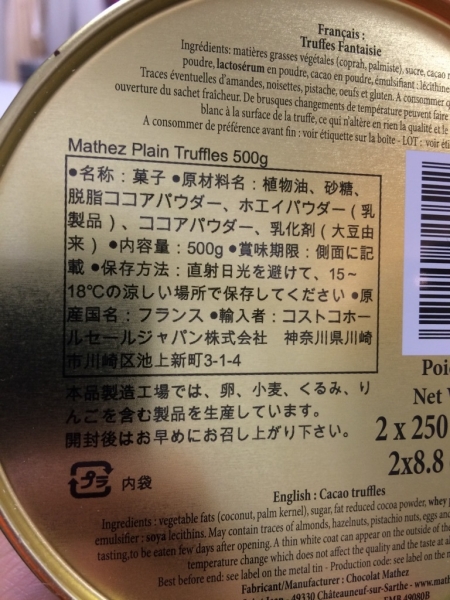 Français :
Truffes Fantaisie
Ingrédients: matières grasses végétales (coprah, palmiste), sucre, cacao
poudre, lactosérum en poudre, cacao en poudre, émulsifiant : lécithine
Traces éventuelles d'amandes, noisettes, pistache, oeufs et gluten. A consommer
ouverture du sachet fraîcheur. De brusques changements de température peuvent faire
blanc à la surface de la truffe, ce qui n'altère en rien la qualité et le
A consommer de préférence avant fin : voir étiquette sur la boîte - LOT : voir
Mathez Plain Truffles 500g
●名称：菓子 ●原材料名：植物油、砂糖、
脱脂ココアパウダー、ホエイパウダー（乳
製品）、ココアパウダー、乳化剤（大豆由
来） ●内容量：500g ●賞味期限：側面に記
載 ●保存方法：直射日光を避けて、15～
18℃の涼しい場所で保存してください ●原
産国名：フランス ●輸入者：コストコホー
ルセールジャパン株式会社 神奈川県川崎
市川崎区池上新町3-1-4
本品製造工場では、卵、小麦、くるみ、り
んごを含む製品を生産しています。
開封後はお早めにお召し上がり下さい。
プラ 内袋
Net
2 x 250
2x8.8
English : Cacao truffles
Ingredients : vegetable fats (coconut, palm kernel), sugar, fat reduced cocoa powder, whey
emulsifier : soya lecithins. May contain traces of almonds, hazelnuts, pistachio nuts, eggs and
tasting, to be eaten few days after opening. A thin white coat can appear on the outside of the
temperature change which does not affect the quality and the taste at
Best before end: see label on the metal tin - Production code: see label on the
Fabricant/Manufacturer : Chocolat Mathez
49330 Châteauneuf-sur-Sarthe -
EMB 49080B